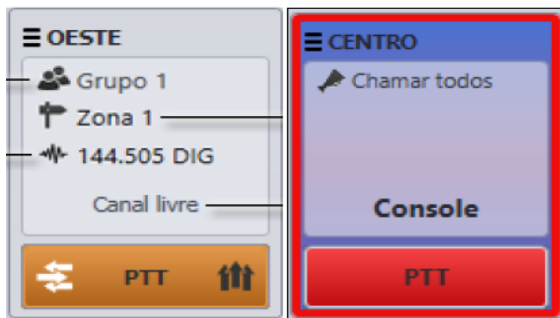 OESTE
Grupo 1
Zona 1
144.505 DIG
Canal livre
PTT
CENTRO
Chamar todos
Console
PTT